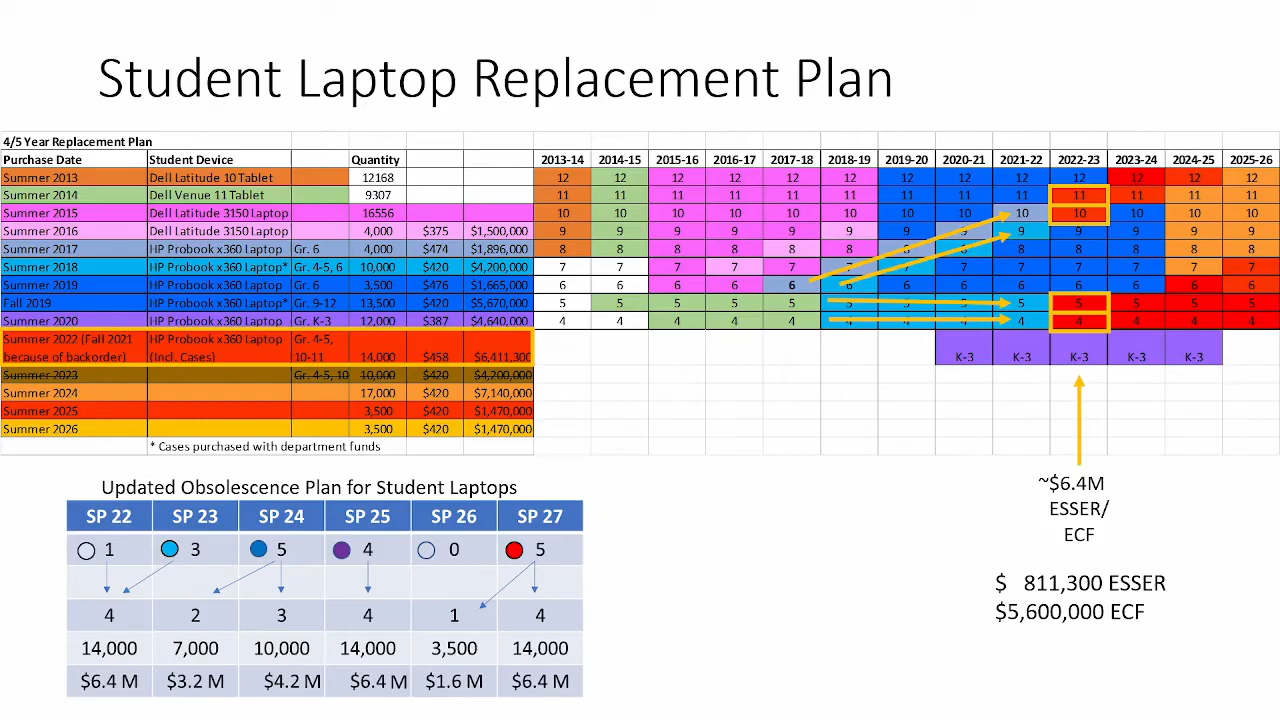 Student Laptop Replacement Plan
4/5 Year Replacement Plan
Purchase Date Student Device Quantity 2013-14 2014-15 2015-16 2016-17 2017-18 2018-19 2019-20 2020-21 2021-22 2022-23 2023-24 2024-25 2025-26
Summer 2013 Dell Latitude 10 Tablet 12168 12 12 12 12 12 12 12 12 12 12 12 12 12
Summer 2014 Dell Venue 11 Tablet 9307 11 11 11 11 11 11 11 11 11 11 11 11 11
Summer 2015 Dell Latitude 3150 Laptop 16556 10 10 10 10 10 10 10 10 10 10 10 10 10
Summer 2016 Dell Latitude 3150 Laptop 4,000 $375 $1,500,000 9 9 9 9 9 9 9 9 9 9 9 9 9
Summer 2017 HP Probook x360 Laptop Gr. 6 4,000 $474 $1,896,000 8 8 8 8 8 8 8 8 8 8 8 8 8
Summer 2018 HP Probook x360 Laptop* Gr. 4-5, 6 10,000 $420 $4,200,000 7 7 7 7 7 7 7 7 7 7 7 7 7
Summer 2019 HP Probook x360 Laptop Gr. 6 3,500 $476 $1,665,000 6 6 6 6 6 6 6 6 6 6 6 6 6
Fall 2019 HP Probook x360 Laptop* Gr. 9-12 13,500 $420 $5,670,000 5 5 5 5 5 5 5 5 5 5 5 5 5
Summer 2020 HP Probook x360 Laptop Gr. K-3 12,000 $387 $4,640,000 4 4 4 4 4 4 4 4 4 4 4 4 4
Summer 2022 (Fall 2021 HP Probook x360 Laptop Gr. 4-5,
because of backorder) (Incl. Cases) 10-11 14,000 $458 $6,411,300 K-3 K-3 K-3 K-3 K-3
Summer 2023 Gr. 4-5, 10 10,000 $420 $4,200,000
Summer 2024 17,000 $420 $7,140,000
Summer 2025 3,500 $420 $1,470,000
Summer 2026 3,500 $420 $1,470,000
* Cases purchased with department funds
~$6.4M
ESSER/
ECF
$ 811,300 ESSER
$5,600,000 ECF
Updated Obsolescence Plan for Student Laptops
SP 22 SP 23 SP 24 SP 25 SP 26 SP 27
1 3 5 4 0 5
4 2 3 4 1 4
14,000 7,000 10,000 14,000 3,500 14,000
$6.4 M $3.2 M $4.2 M $6.4 M $1.6 M $6.4 M